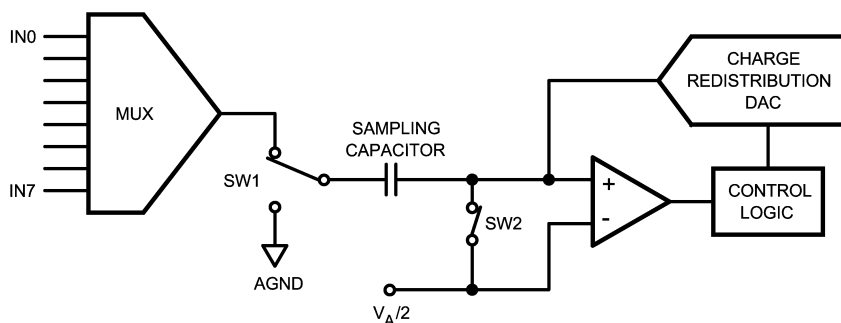 IN0
MUX
IN7
SW1
AGND
SAMPLING
CAPACITOR
SW2
V_A/2
+
-
CHARGE
REDISTRIBUTION
DAC
CONTROL
LOGIC